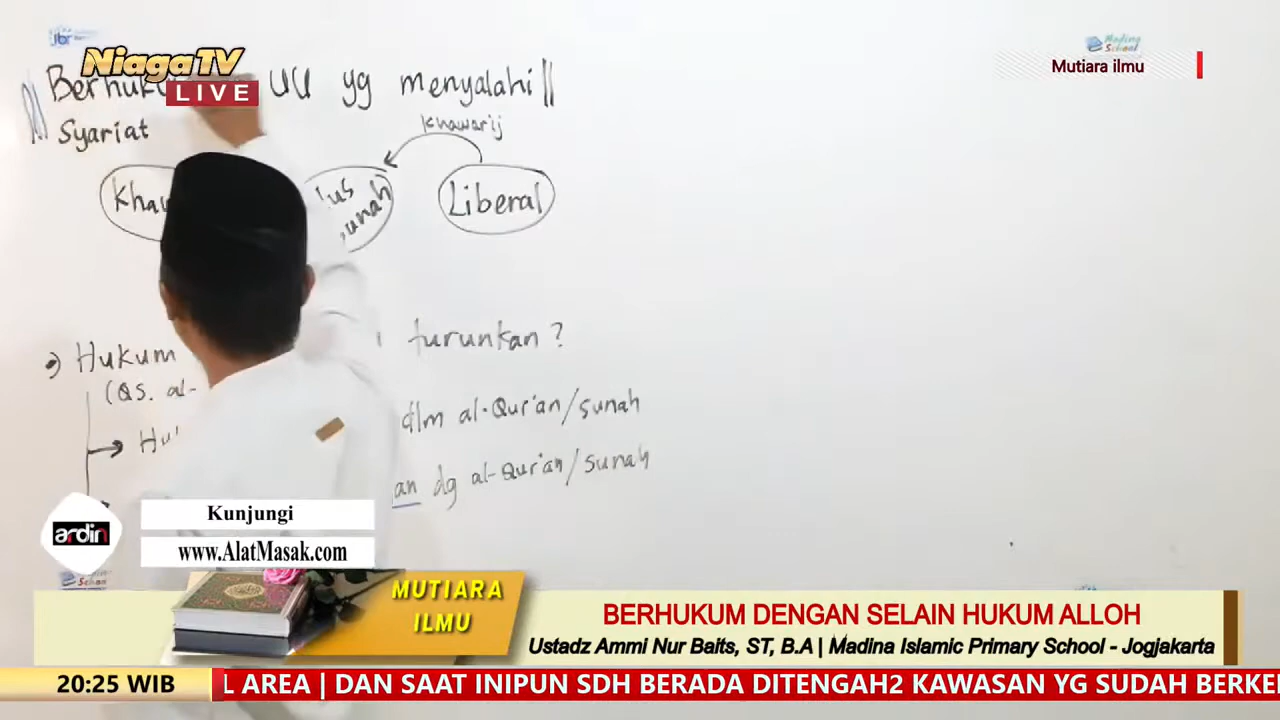 NiagaTV
LIVE
Mading School
Mutiara ilmu
UU yg menyalahi
Syariat
Khawarij
Liberal
Hukum turunkan ?
(QS. al-
dlm al-Qur'an/sunah
an dg al-Qur'an/sunah
Kunjungi
ardin
www.AlatMasak.com
MUTIARA
ILMU
BERHUKUM DENGAN SELAIN HUKUM ALLOH
Ustadz Ammi Nur Baits, ST, B.A | Madina Islamic Primary School - Jogjakarta
20:25 WIB
L AREA | DAN SAAT INIPUN SDH BERADA DITENGAH2 KAWASAN YG SUDAH BERKE